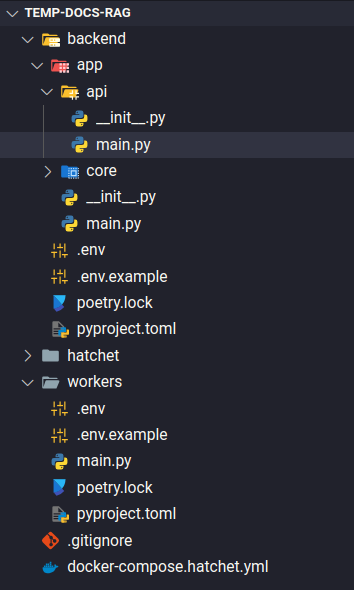 TEMP-DOCS-RAG
backend
app
api
__init__.py
main.py
core
__init__.py
main.py
.env
.env.example
poetry.lock
pyproject.toml
hatchet
workers
.env
.env.example
main.py
poetry.lock
pyproject.toml
.gitignore
docker-compose.hatchet.yml